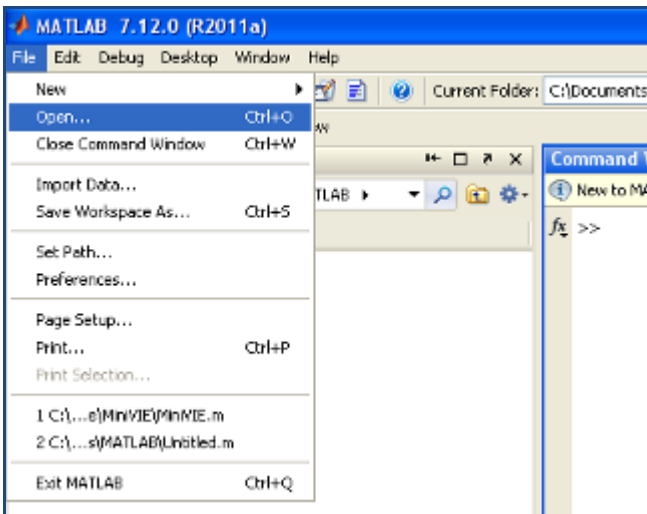 MATLAB 7.12.0 (R2011a)
File Edit Debug Desktop Window Help
New
Current Folder: C:\Documents
Open... Ctrl+O
Close Command Window Ctrl+W
Command
Import Data...
TLAB
New to MA
Save Workspace As... Ctrl+S
fx >>
Set Path...
Preferences...
Page Setup...
Print... Ctrl+P
Print Selection...
1 C:\...e\MiniVIE\MiniVIE.m
2 C:\...s\MATLAB\Untitled.m
Exit MATLAB Ctrl+Q